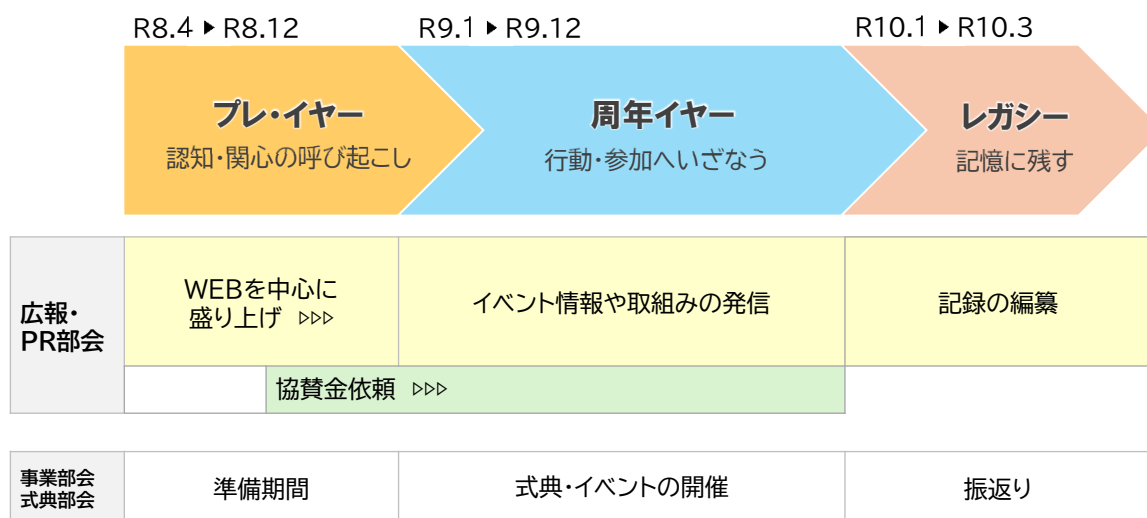 R8.4 ▶ R8.12
R9.1 ▶ R9.12
R10.1 ▶ R10.3
プレ・イヤー
認知・関心の呼び起こし
周年イヤー
行動・参加へいざなう
レガシー
記憶に残す
広報・
PR部会
WEBを中心に
盛り上げ ▷▷▷
イベント情報や取組みの発信
記録の編纂
協賛金依頼 ▷▷▷
事業部会
式典部会
準備期間
式典・イベントの開催
振返り